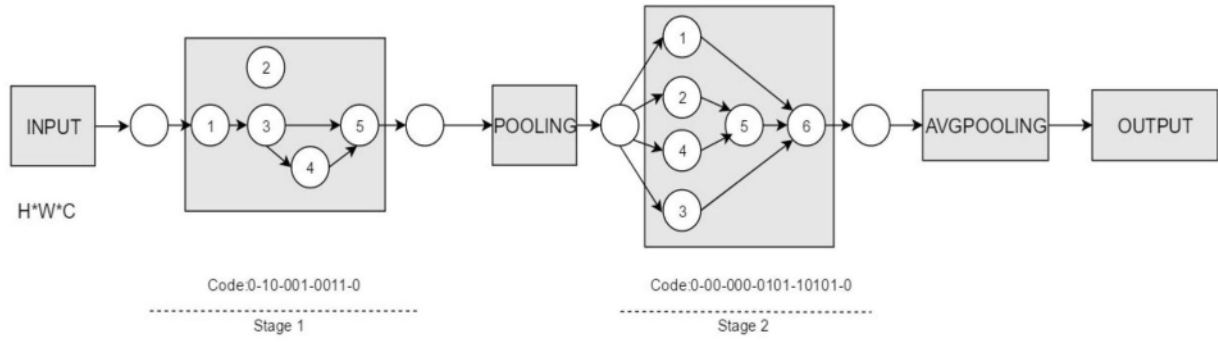 INPUT
H*W*C
1
2
3
4
5
Code:0-10-001-0011-0
Stage 1
POOLING
1
2
4
3
5
6
Code:0-00-000-0101-10101-0
Stage 2
AVGPOOLING
OUTPUT